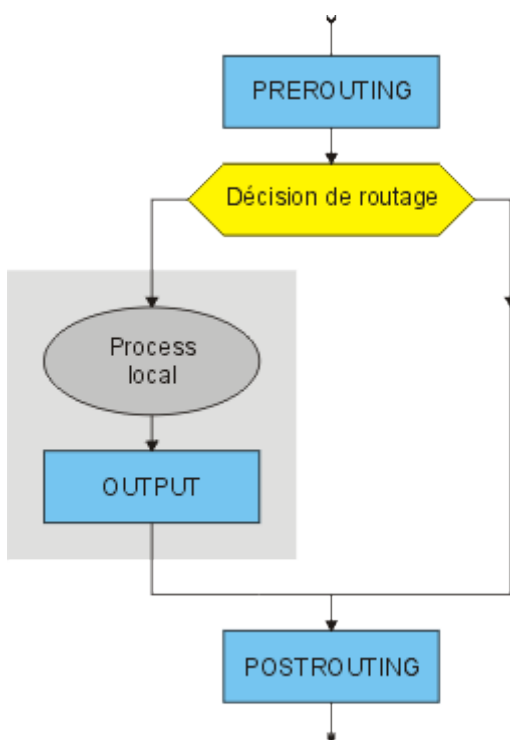 PREROUTING
Décision de routage
Process
local
OUTPUT
POSTROUTING